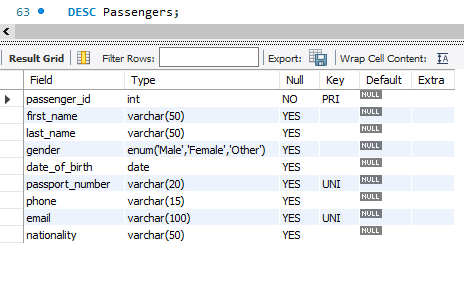 63 DESC Passengers;
Result Grid Filter Rows: Export: Wrap Cell Content: IA
Field Type Null Key Default Extra
passenger_id int NO PRI NULL
first_name varchar(50) YES NULL
last_name varchar(50) YES NULL
gender enum('Male','Female','Other') YES NULL
date_of_birth date YES NULL
passport_number varchar(20) YES UNI NULL
phone varchar(15) YES NULL
email varchar(100) YES UNI NULL
nationality varchar(50) YES NULL